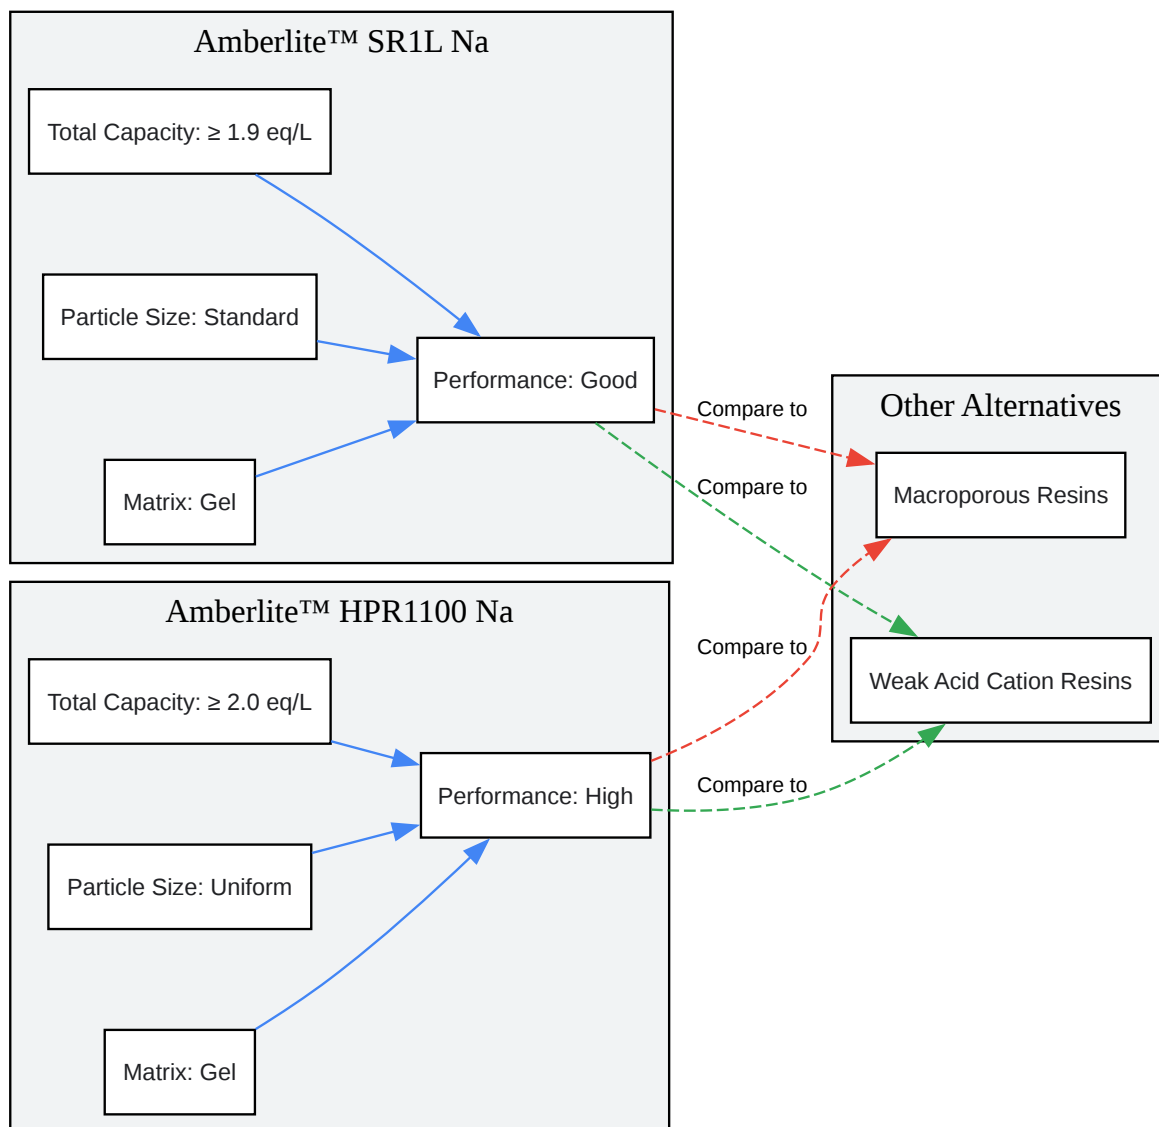 Amberlite™ SR1L Na
Total Capacity: ≥ 1.9 eq/L
Particle Size: Standard
Performance: Good
Matrix: Gel
Compare to
Compare to
Other Alternatives
Macroporous Resins
Weak Acid Cation Resins
Amberlite™ HPR1100 Na
Total Capacity: ≥ 2.0 eq/L
Performance: High
Particle Size: Uniform
Matrix: Gel
Compare to
Compare to